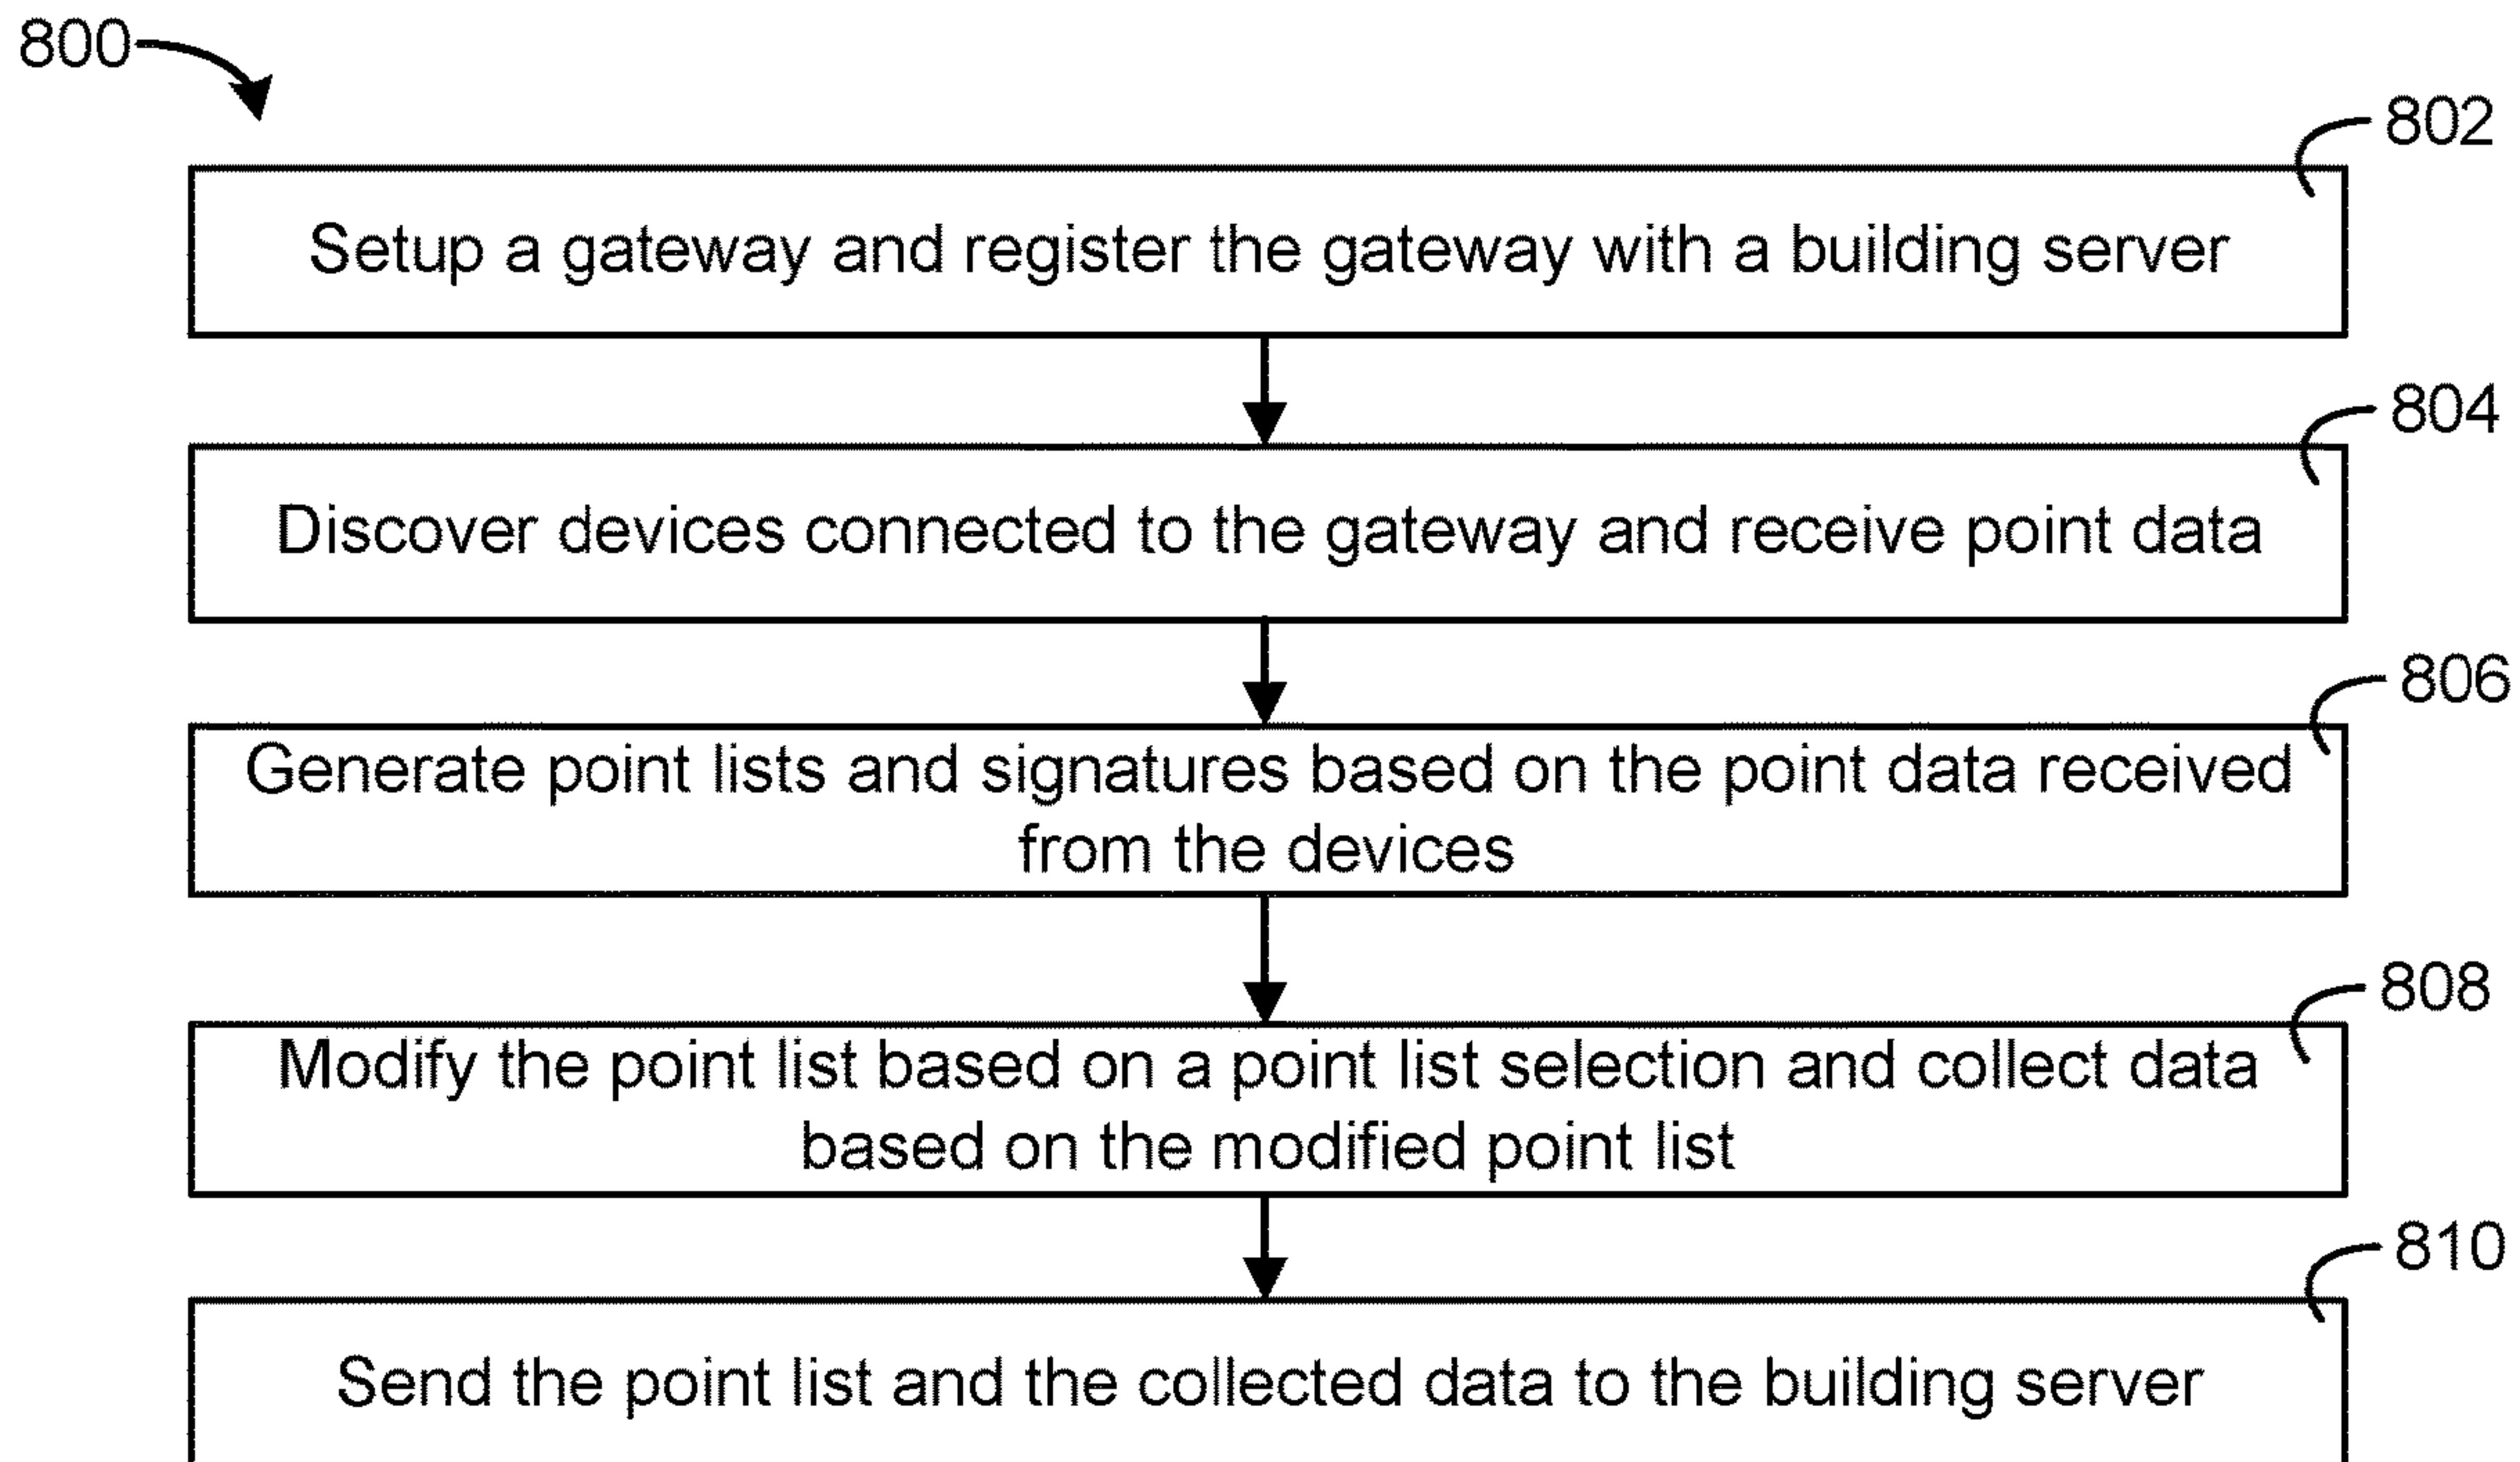 800
802
Setup a gateway and register the gateway with a building server
804
Discover devices connected to the gateway and receive point data
806
Generate point lists and signatures based on the point data received
from the devices
808
Modify the point list based on a point list selection and collect data
based on the modified point list
810
Send the point list and the collected data to the building server